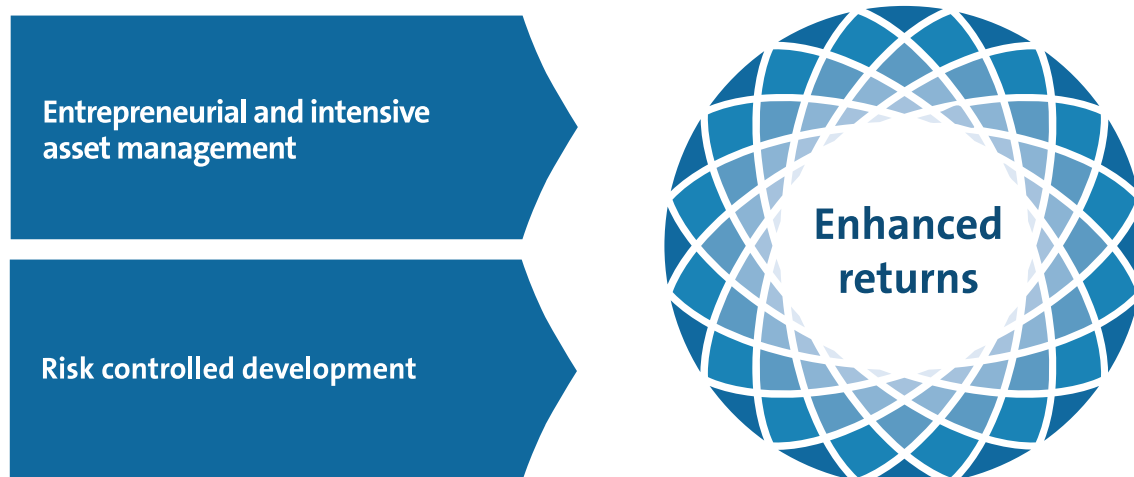 Entrepreneurial and intensive
asset management
Risk controlled development
Enhanced
returns